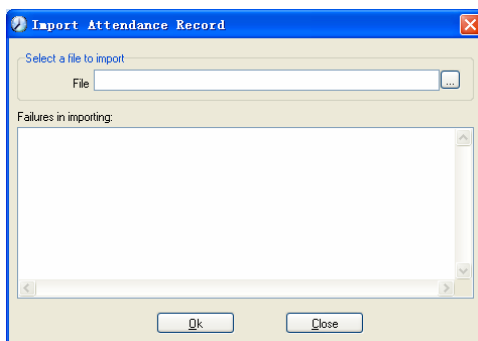 Import Attendance Record
Select a file to import
File
...
Failures in importing:
Ok
Close